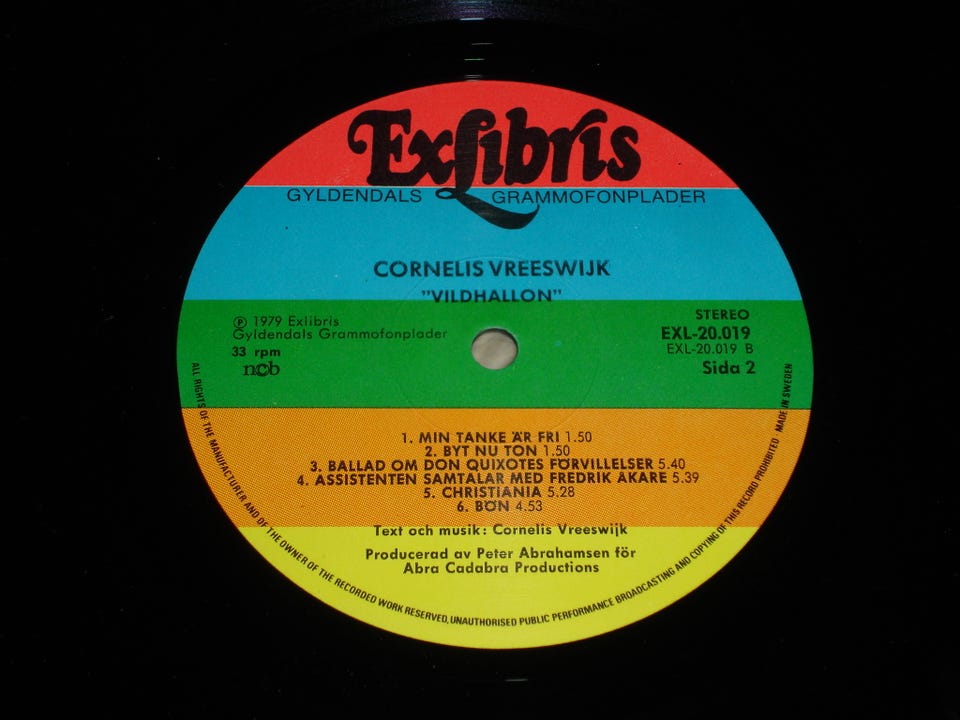 Exlibris
GYLDENDALS GRAMMOFONPLADER
CORNELIS VREESWIJK
"VILDHALLON"
℗ 1979 Exlibris
Gyldendals Grammofonplader
33 rpm
ncb
STEREO
EXL-20.019
EXL-20.019 B
Sida 2
1. MIN TANKE ÄR FRI 1.50
2. BYT NU TON 1.50
3. BALLAD OM DON QUIXOTES FÖRVILLELSER 5.40
4. ASSISTENTEN SAMTALAR MED FREDRIK ÅKARE 5.39
5. CHRISTIANIA 5.28
6. BÖN 4.53
Text och musik: Cornelis Vreeswijk
Producerad av Peter Abrahamsen för
Abra Cadabra Productions
ALL RIGHTS OF THE MANUFACTURER AND OF THE OWNER OF THE RECORDED WORK RESERVED, UNAUTHORISED PUBLIC PERFORMANCE BROADCASTING AND COPYING OF THIS RECORD PROHIBITED · MADE IN SWEDEN